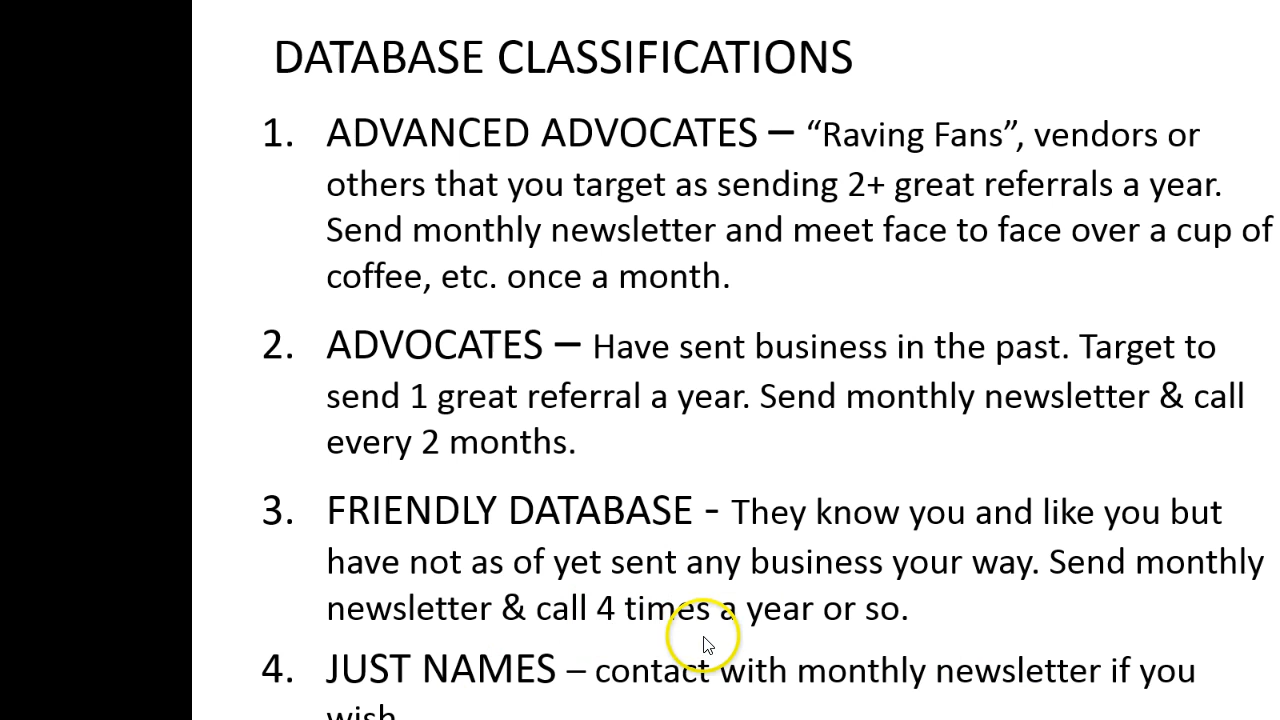 DATABASE CLASSIFICATIONS
1. ADVANCED ADVOCATES – “Raving Fans”, vendors or
others that you target as sending 2+ great referrals a year.
Send monthly newsletter and meet face to face over a cup of
coffee, etc. once a month.
2. ADVOCATES – Have sent business in the past. Target to
send 1 great referral a year. Send monthly newsletter & call
every 2 months.
3. FRIENDLY DATABASE - They know you and like you but
have not as of yet sent any business your way. Send monthly
newsletter & call 4 times a year or so.
4. JUST NAMES – contact with monthly newsletter if you
wish